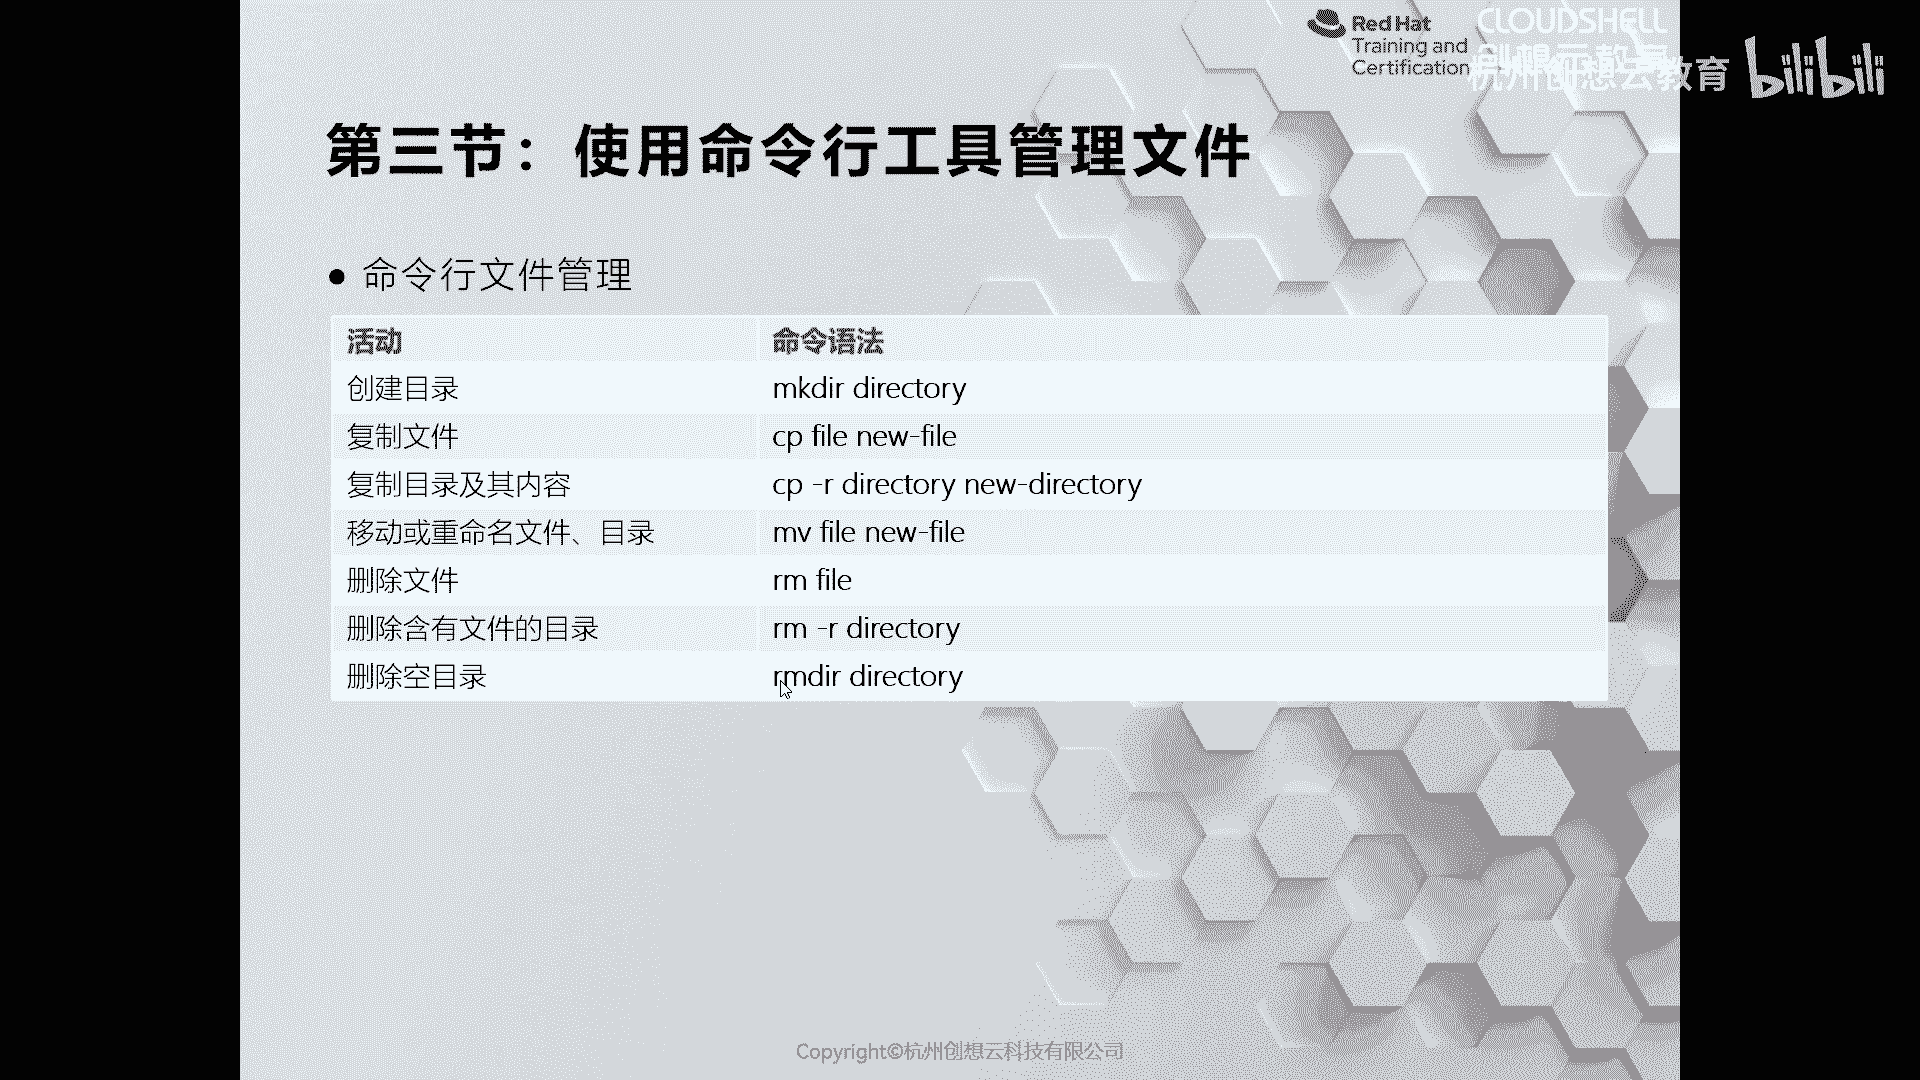 Red Hat
Training and
Certification
CLOUDSHELL
杭州创想云教育
bilibili
第三节：使用命令行工具管理文件
● 命令行文件管理
活动 命令语法
创建目录 mkdir directory
复制文件 cp file new-file
复制目录及其内容 cp -r directory new-directory
移动或重命名文件、目录 mv file new-file
删除文件 rm file
删除含有文件的目录 rm -r directory
删除空目录 rmdir directory
Copyright©杭州创想云科技有限公司